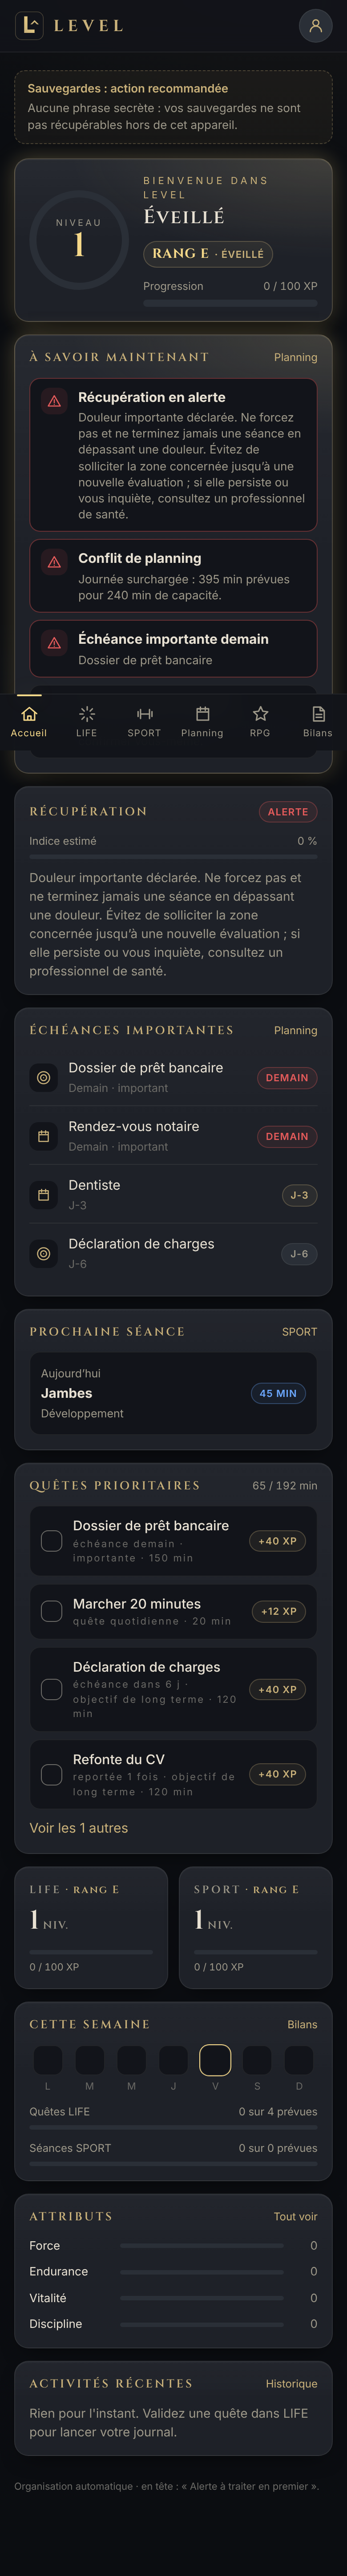 LEVEL
Sauvegardes : action recommandée
Aucune phrase secrète : vos sauvegardes ne sont
pas récupérables hors de cet appareil.
BIENVENUE DANS
LEVEL
NIVEAU
1
ÉVEILLÉ
RANG E · ÉVEILLÉ
Progression 0 / 100 XP
À SAVOIR MAINTENANT Planning
Récupération en alerte
Douleur importante déclarée. Ne forcez
pas et ne terminez jamais une séance en
dépassant une douleur. Évitez de
solliciter la zone concernée jusqu'à une
nouvelle évaluation ; si elle persiste ou
vous inquiète, consultez un professionnel
de santé.
Conflit de planning
Journée surchargée : 395 min prévues
pour 240 min de capacité.
Échéance importante demain
Dossier de prêt bancaire
Accueil LIFE SPORT Planning RPG Bilans
RÉCUPÉRATION ALERTE
Indice estimé 0 %
Douleur importante déclarée. Ne forcez pas et
ne terminez jamais une séance en dépassant
une douleur. Évitez de solliciter la zone
concernée jusqu'à une nouvelle évaluation ; si
elle persiste ou vous inquiète, consultez un
professionnel de santé.
ÉCHÉANCES IMPORTANTES Planning
Dossier de prêt bancaire
Demain · important
DEMAIN
Rendez-vous notaire
Demain · important
DEMAIN
Dentiste
J-3
J-3
Déclaration de charges
J-6
J-6
PROCHAINE SÉANCE SPORT
Aujourd'hui
Jambes
Développement
45 MIN
QUÊTES PRIORITAIRES 65 / 192 min
Dossier de prêt bancaire
échéance demain ·
importante · 150 min
+40 XP
Marcher 20 minutes
quête quotidienne · 20 min
+12 XP
Déclaration de charges
échéance dans 6 j ·
objectif de long terme · 120
min
+40 XP
Refonte du CV
reportée 1 fois · objectif de
long terme · 120 min
+40 XP
Voir les 1 autres
LIFE · RANG E
1 NIV.
0 / 100 XP
SPORT · RANG E
1 NIV.
0 / 100 XP
CETTE SEMAINE Bilans
L M M J V S D
Quêtes LIFE 0 sur 4 prévues
Séances SPORT 0 sur 0 prévues
ATTRIBUTS Tout voir
Force 0
Endurance 0
Vitalité 0
Discipline 0
ACTIVITÉS RÉCENTES Historique
Rien pour l'instant. Validez une quête dans LIFE
pour lancer votre journal.
Organisation automatique · en tête : « Alerte à traiter en premier ».